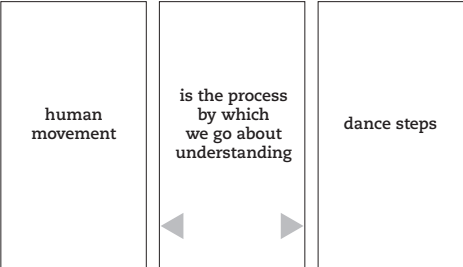 human
movement
is the process
by which
we go about
understanding
dance steps